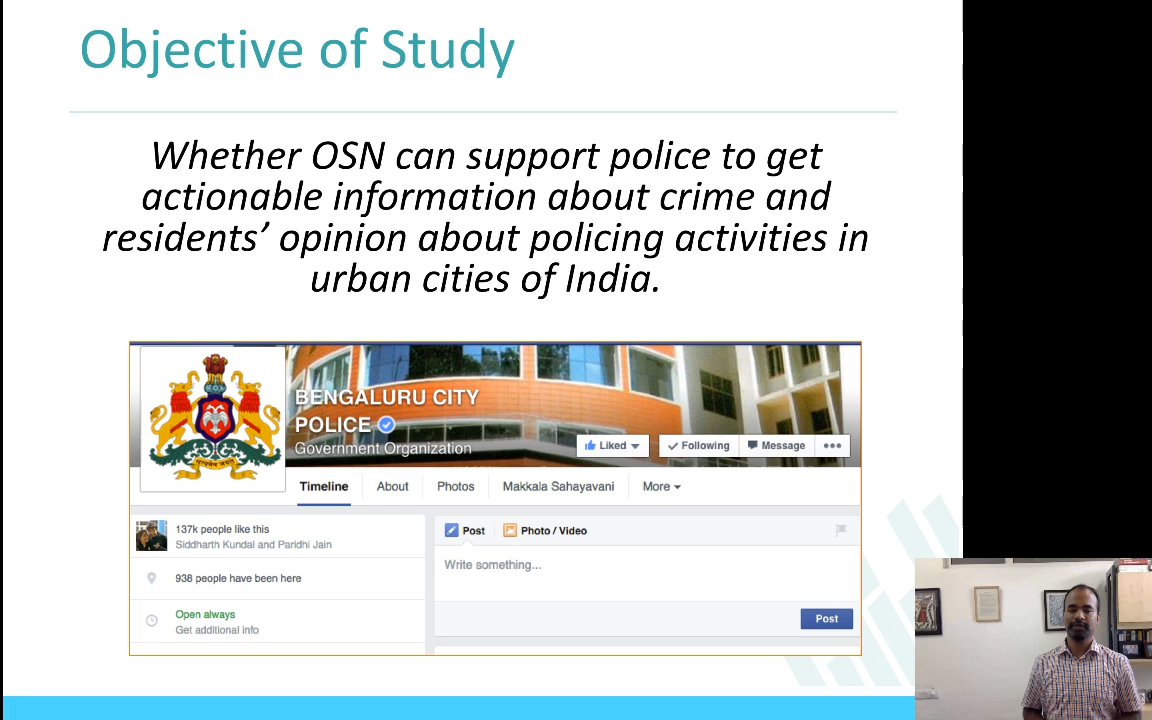 Objective of Study
Whether OSN can support police to get
actionable information about crime and
residents’ opinion about policing activities in
urban cities of India.
BENGALURU CITY
POLICE
Government Organization
Liked
Following
Message
Timeline
About
Photos
Makkala Sahayavani
More
137k people like this
Siddharth Kundal and Paridhi Jain
938 people have been here
Open always
Get additional info
Post
Photo / Video
Write something...
Post